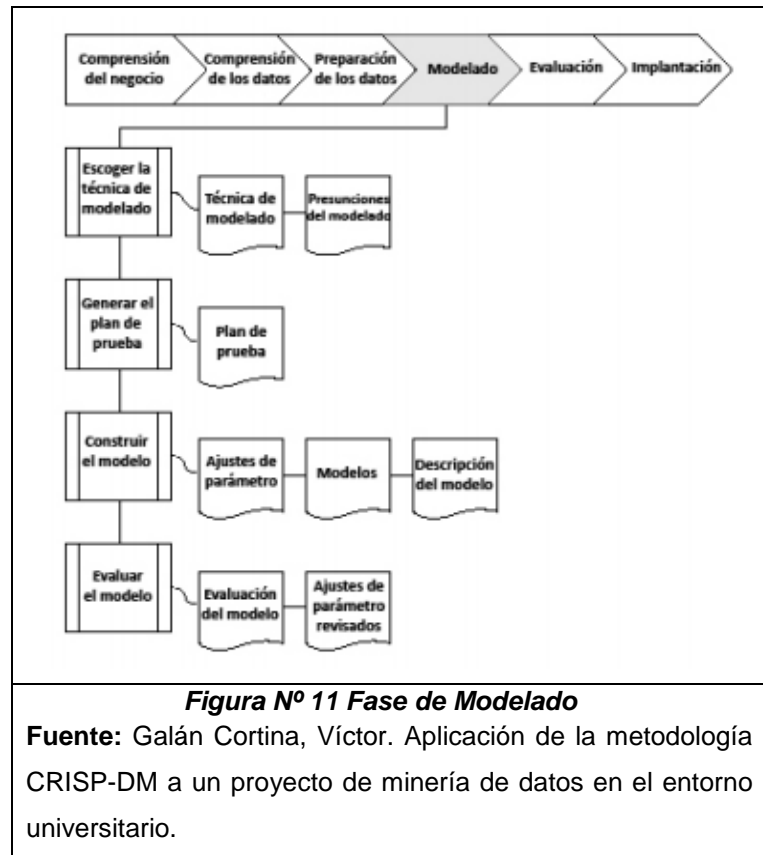 Comprensión del negocio
Comprensión de los datos
Preparación de los datos
Modelado
Evaluación
Implantación
Escoger la
técnica de
modelado
Técnica de
modelado
Presunciones
del modelado
Generar el
plan de
prueba
Plan de
prueba
Construir
el modelo
Ajustes de
parámetro
Modelos
Descripción
del modelo
Evaluar
el modelo
Evaluación
del modelo
Ajustes de
parámetro
revisados
Figura Nº 11 Fase de Modelado
Fuente: Galán Cortina, Víctor. Aplicación de la metodología
CRISP-DM a un proyecto de minería de datos en el entorno
universitario.